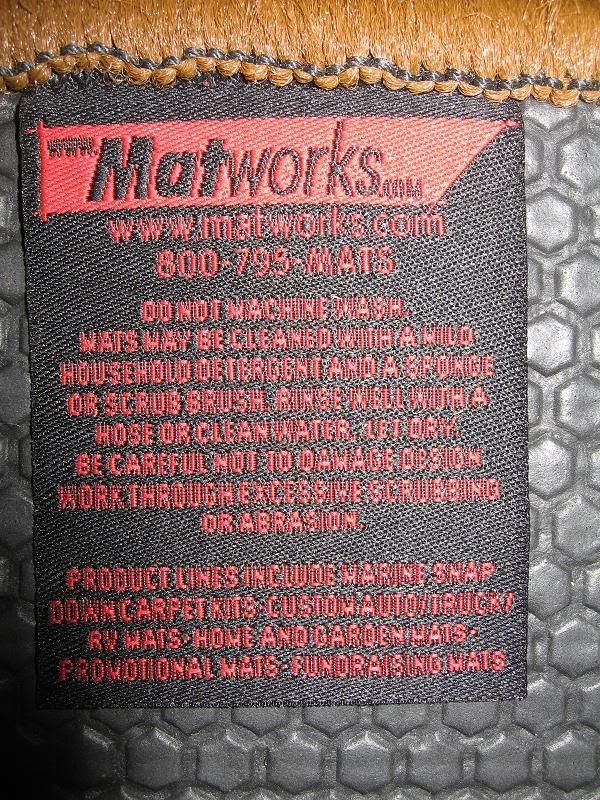 www.Matworks.com
www.matworks.com
800-795-MATS
DO NOT MACHINE WASH.
MATS MAY BE CLEANED WITH A MILD
HOUSEHOLD DETERGENT AND A SPONGE
OR SCRUB BRUSH. RINSE WELL WITH A
HOSE OR CLEAN WATER. LET DRY.
BE CAREFUL NOT TO DAMAGE DESIGN
WORK THROUGH EXCESSIVE SCRUBBING
OR ABRASION.
PRODUCT LINES INCLUDE MARINE SNAP
DOWN CARPET KITS-CUSTOM AUTO/TRUCK/
RV MATS-HOME AND GARDEN MATS-
PROMOTIONAL MATS-FUNDRAISING MATS